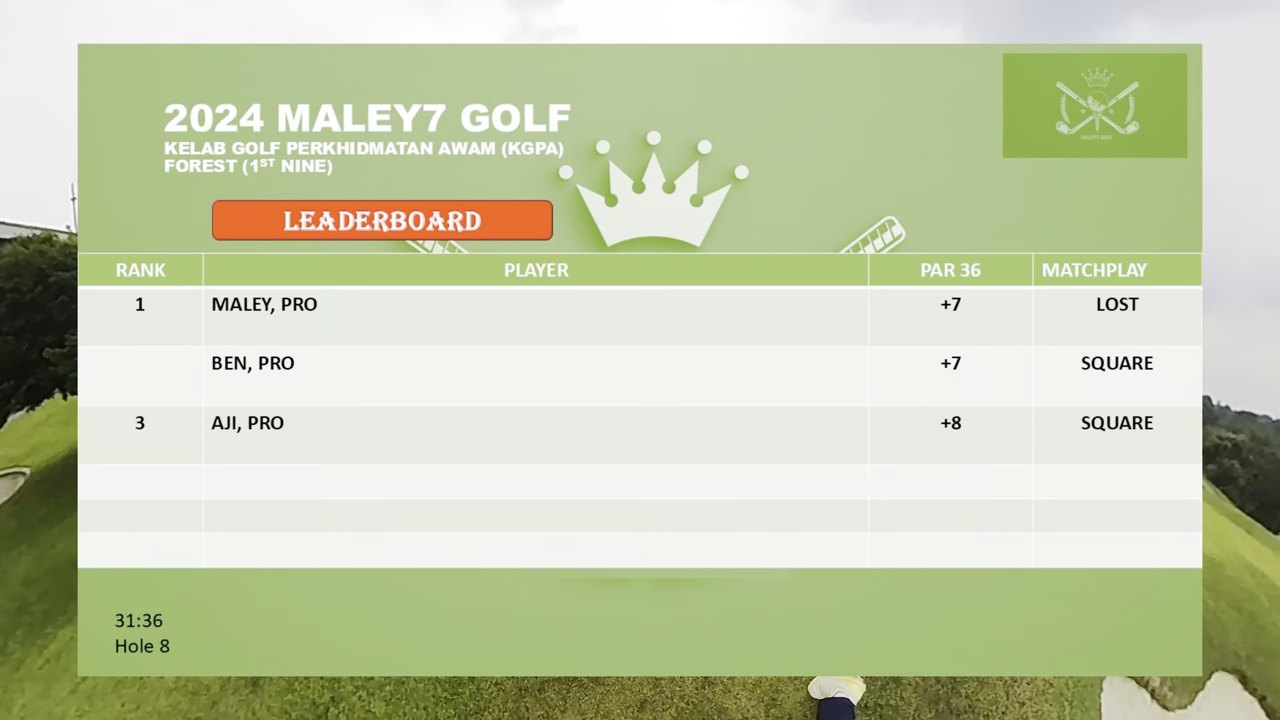 2024 MALEY7 GOLF
KELAB GOLF PERKHIDMATAN AWAM (KGPA)
FOREST (1ST NINE)
LEADERBOARD
RANK PLAYER PAR 36 MATCHPLAY
1 MALEY, PRO +7 LOST
BEN, PRO +7 SQUARE
3 AJI, PRO +8 SQUARE
31:36
Hole 8